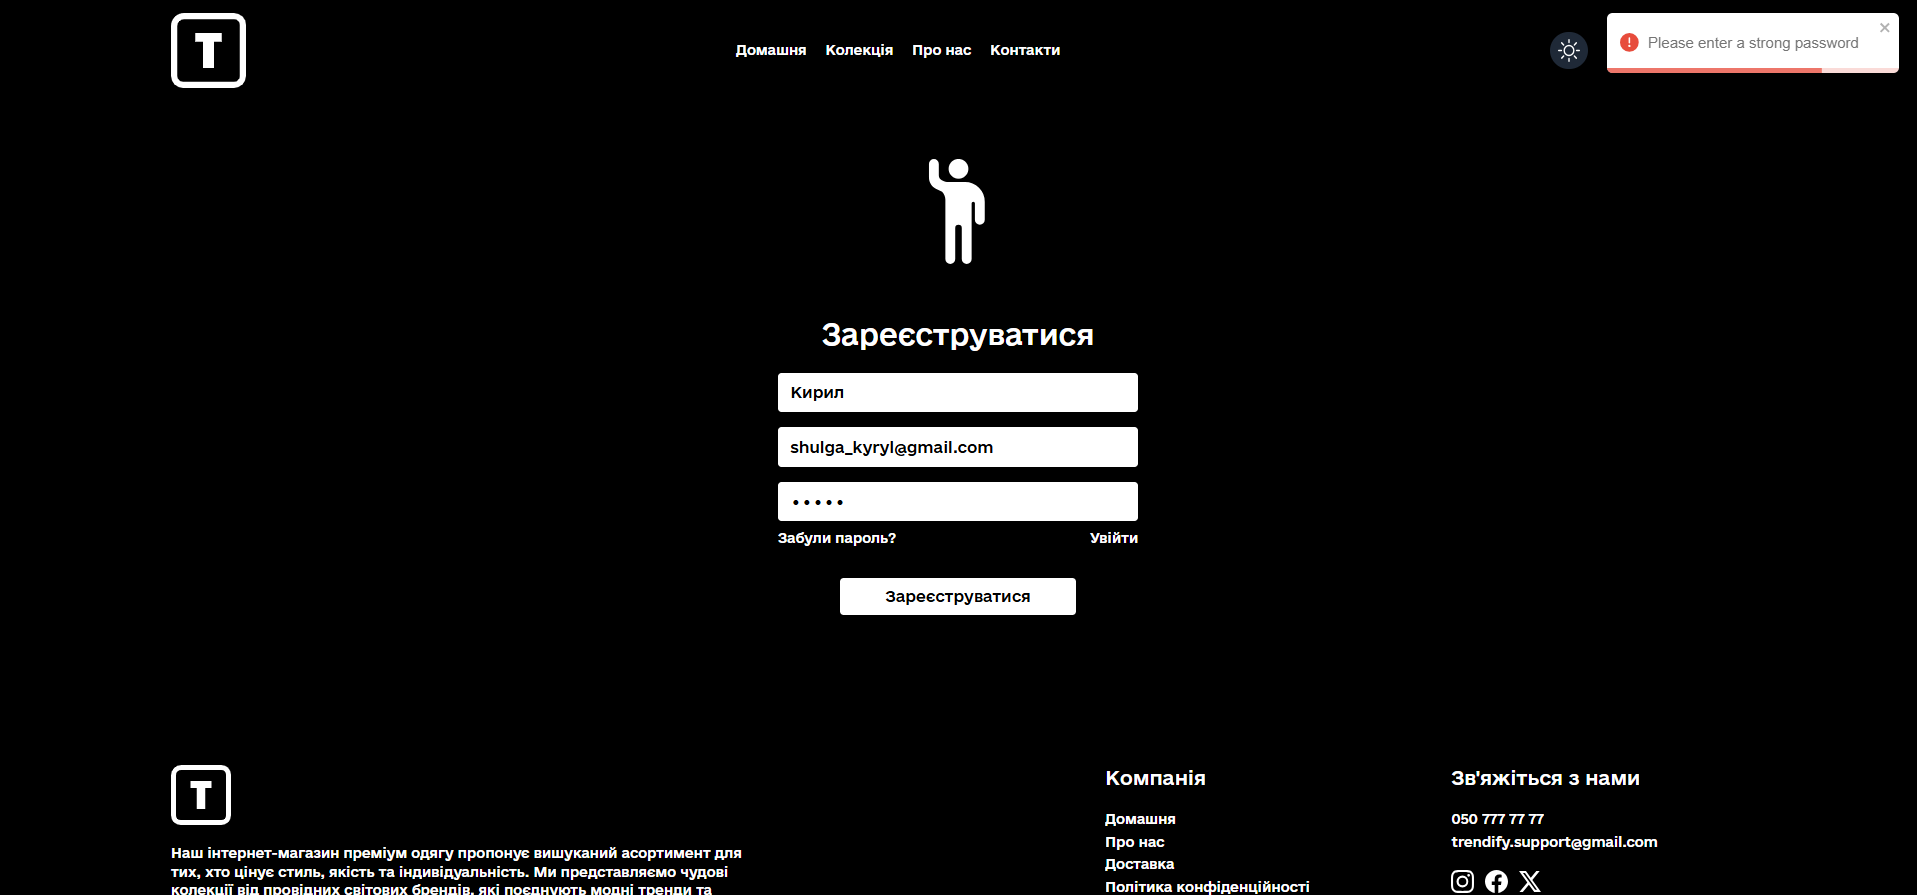 T
Домашня Колекція Про нас Контакти
Please enter a strong password
Зареєструватися
Кирил
shulga_kyryl@gmail.com
•••••
Забули пароль? Увійти
Зареєструватися
T
Наш інтернет-магазин преміум одягу пропонує вишуканий асортимент для
тих, хто цінує стиль, якість та індивідуальність. Ми представляємо чудові
колекції від провідних світових брендів, які поєднують модні тренди та
Компанія
Домашня
Про нас
Доставка
Політика конфіденційності
Зв'яжіться з нами
050 777 77 77
trendify.support@gmail.com